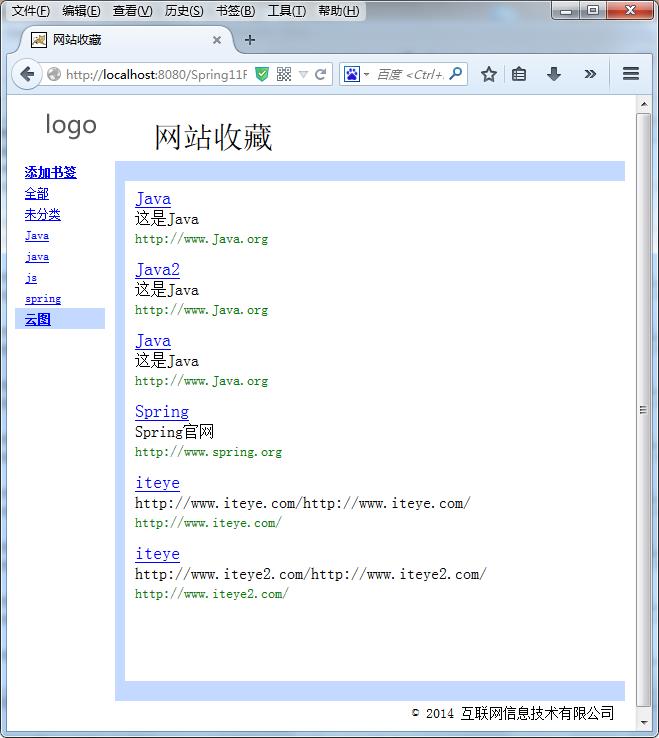 文件(F) 编辑(E) 查看(V) 历史(S) 书签(B) 工具(T) 帮助(H)
网站收藏
http://localhost:8080/Spring11F
百度 <Ctrl+.
logo
网站收藏
添加书签
全部
未分类
Java
java
js
spring
云图
Java
这是Java
http://www.Java.org
Java2
这是Java
http://www.Java.org
Java
这是Java
http://www.Java.org
Spring
Spring官网
http://www.spring.org
iteye
http://www.iteye.com/http://www.iteye.com/
http://www.iteye.com/
iteye
http://www.iteye2.com/http://www.iteye2.com/
http://www.iteye2.com/
© 2014 互联网信息技术有限公司